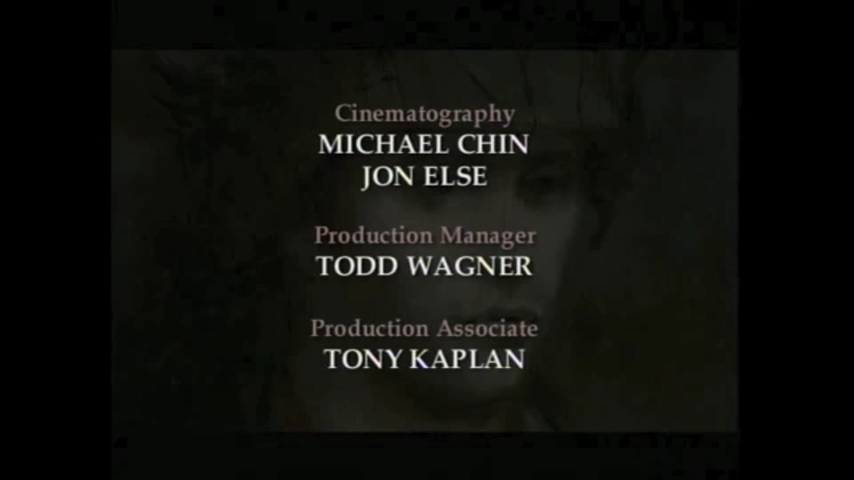 Cinematography
MICHAEL CHIN
JON ELSE
Production Manager
TODD WAGNER
Production Associate
TONY KAPLAN